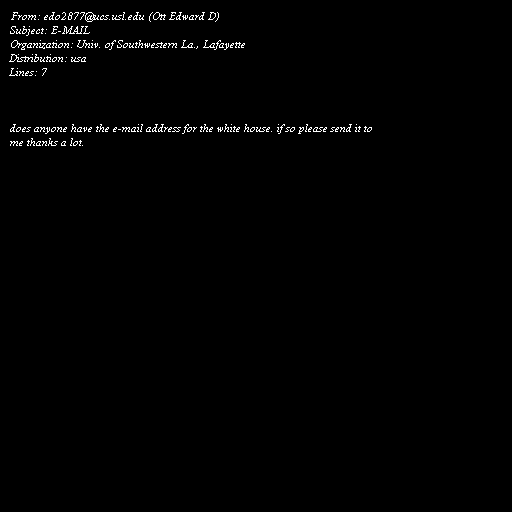 From: edo2877@ucs.usl.edu (Ott Edward D)
Subject: E-MAIL
Organization: Univ. of Southwestern La., Lafayette
Distribution: usa
Lines: 7
does anyone have the e-mail address for the white house. if so please send it to
me thanks a lot.